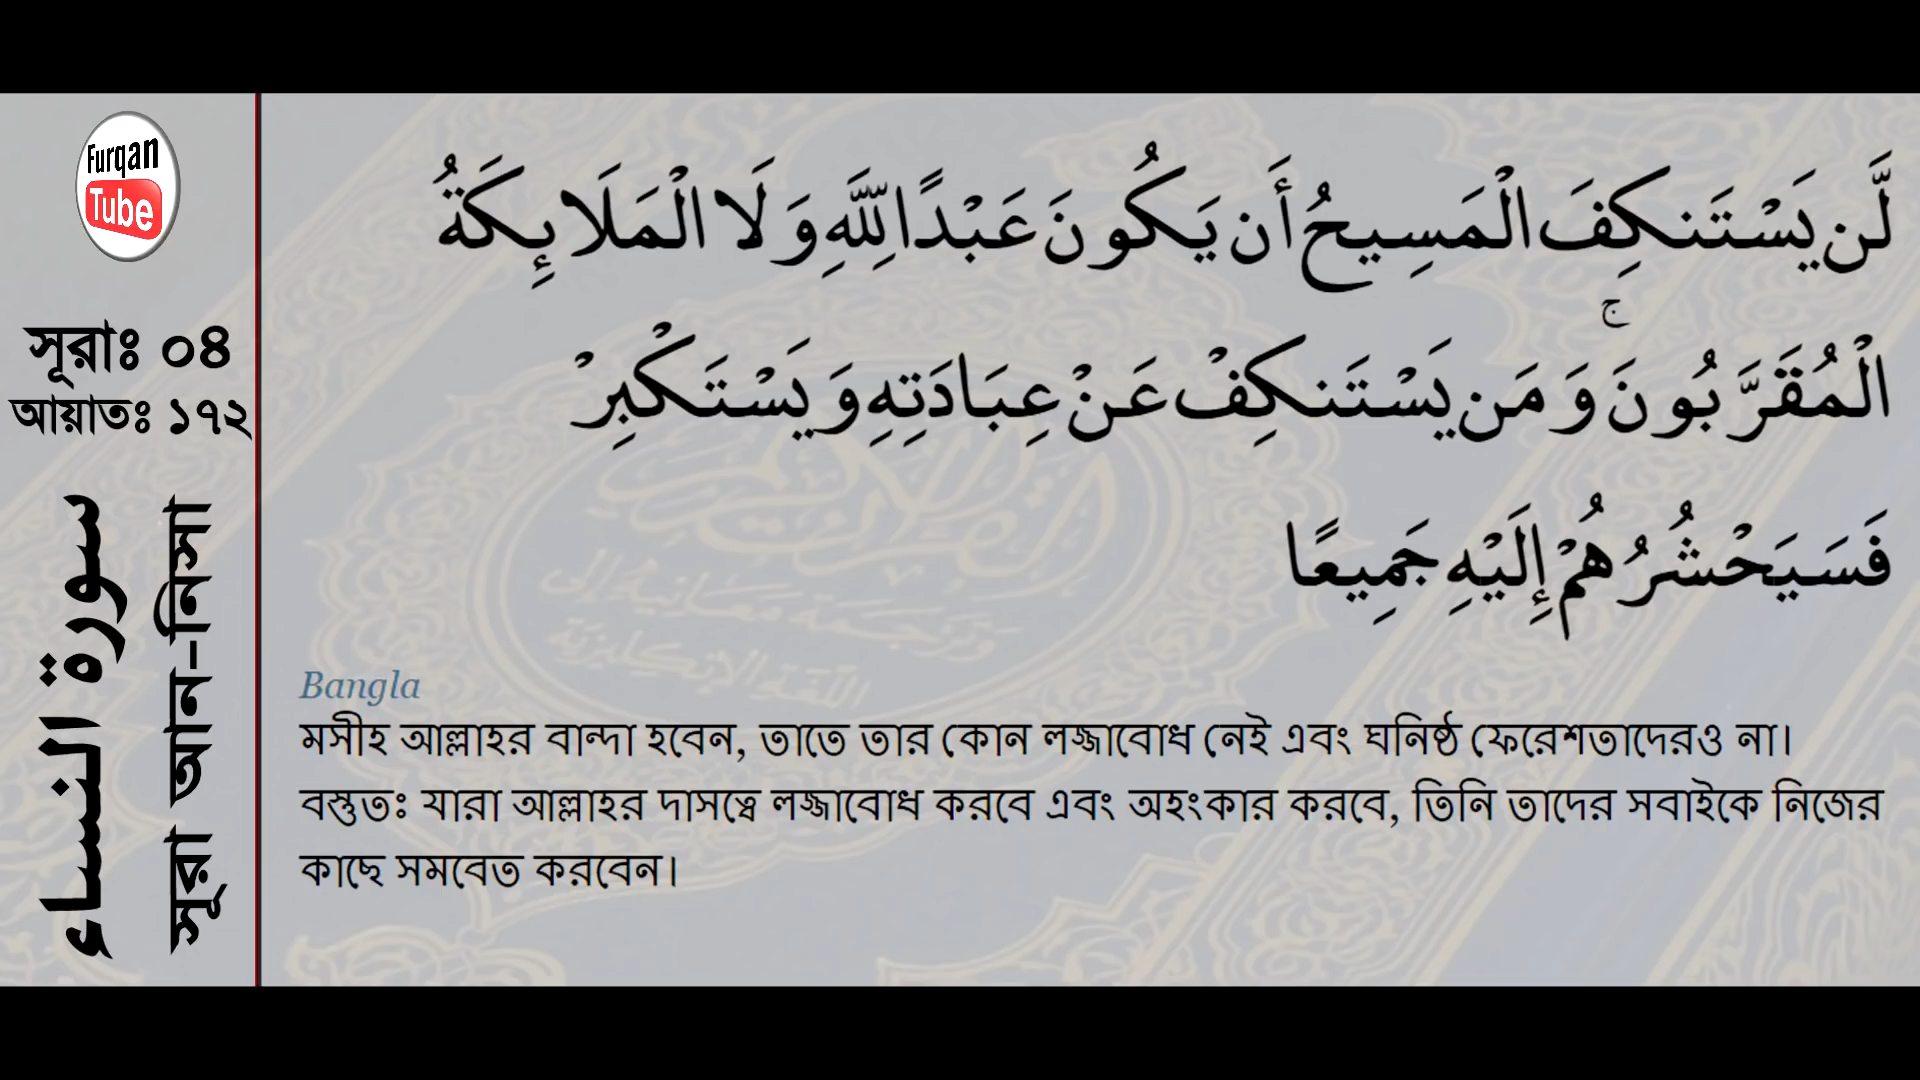 Furqan
Tube
সূরাঃ ০৪
আয়াতঃ ১৭২
سورة النساء
সূরা আন-নিসা
لَّن يَسْتَنكِفَ الْمَسِيحُ أَن يَكُونَ عَبْدًا لِّلَّهِ وَلَا الْمَلَائِكَةُ
الْمُقَرَّبُونَ ۚ وَمَن يَسْتَنكِفْ عَنْ عِبَادَتِهِ وَيَسْتَكْبِرْ
فَسَيَحْشُرُهُمْ إِلَيْهِ جَمِيعًا
Bangla
মসীহ আল্লাহর বান্দা হবেন, তাতে তার কোন লজ্জাবোধ নেই এবং ঘনিষ্ঠ ফেরেশতাদেরও না।
বস্তুতঃ যারা আল্লাহর দাসত্বে লজ্জাবোধ করবে এবং অহংকার করবে, তিনি তাদের সবাইকে নিজের
কাছে সমবেত করবেন।